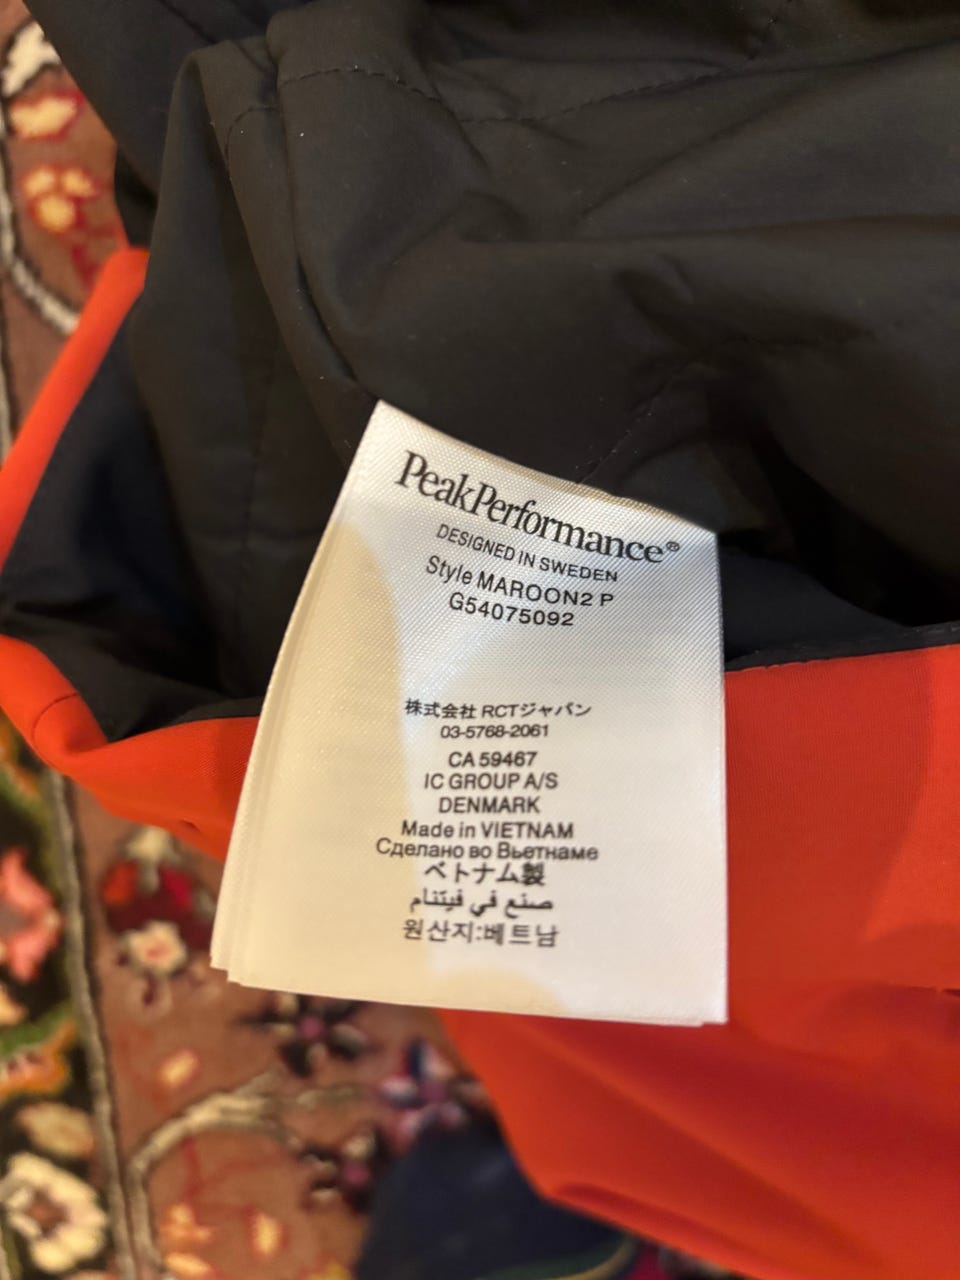 PeakPerformance®
DESIGNED IN SWEDEN
Style MAROON2 P
G54075092
株式会社 RCTジャパン
03-5768-2061
CA 59467
IC GROUP A/S
DENMARK
Made in VIETNAM
Сделано во Вьетнаме
ベトナム製
صنع في فيتنام
원산지:베트남